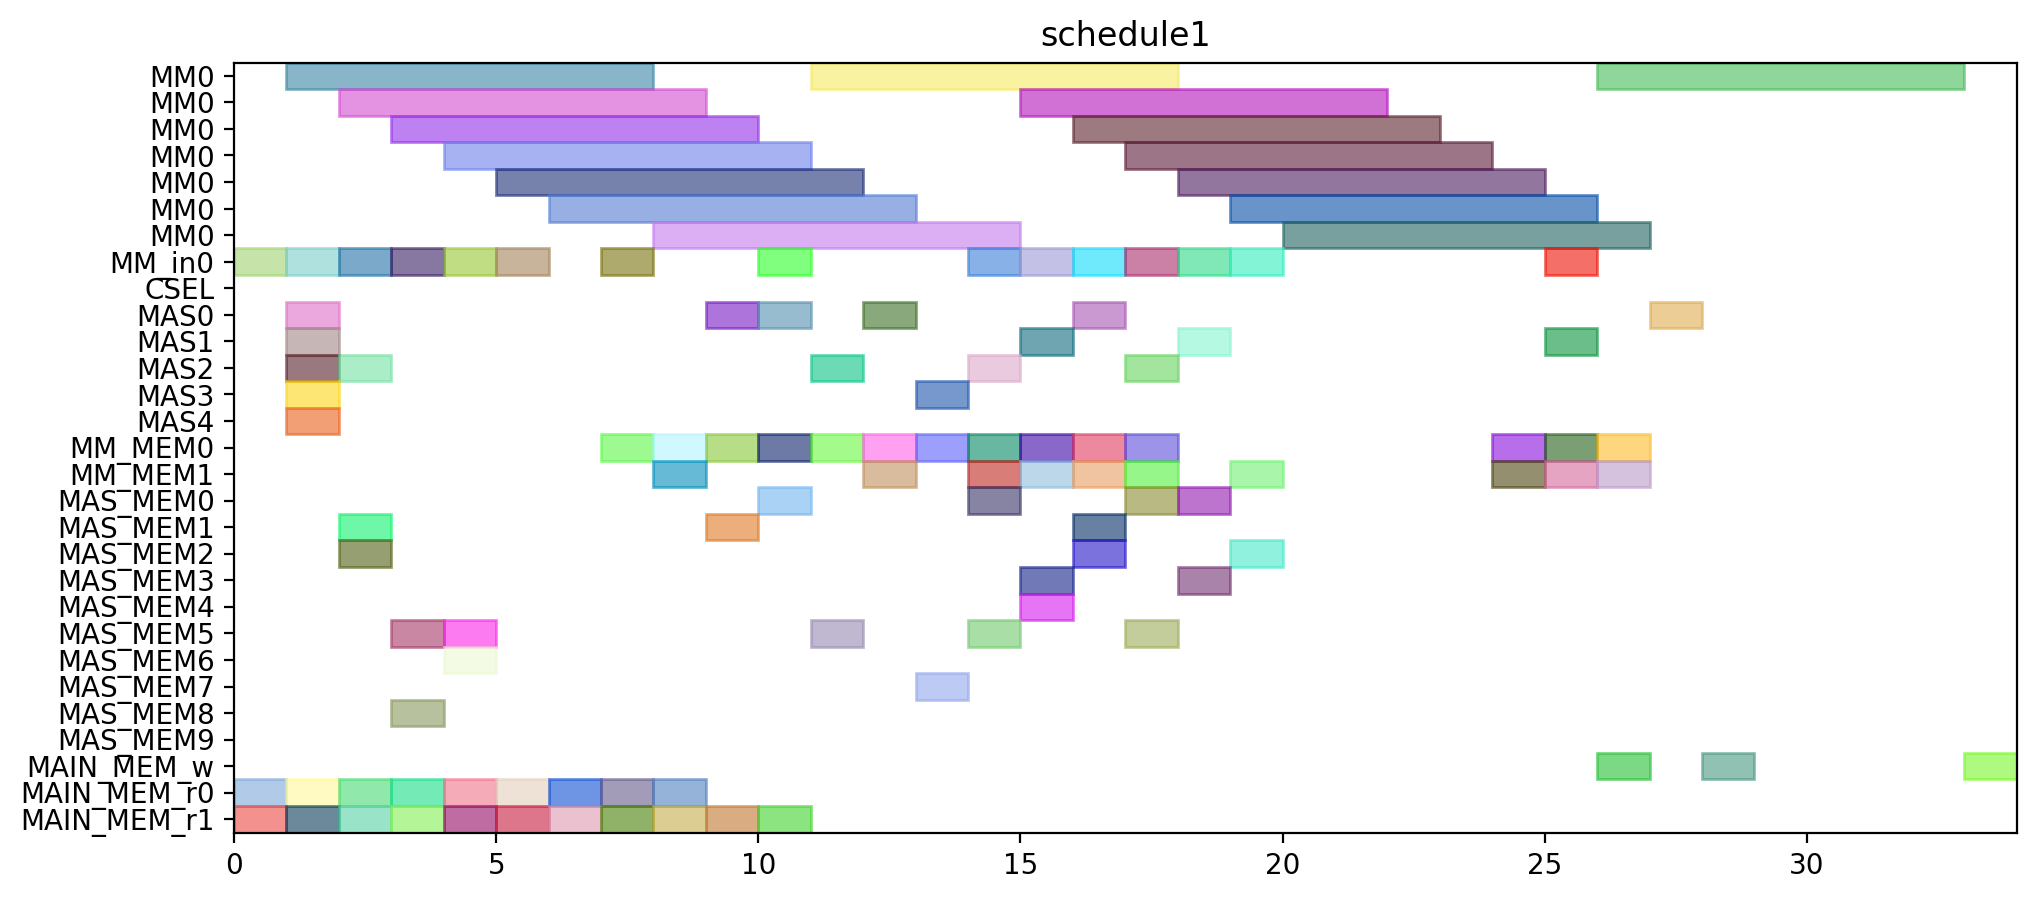 schedule1
MM0
MM0
MM0
MM0
MM0
MM0
MM0
MM_in0
CSEL
MAS0
MAS1
MAS2
MAS3
MAS4
MM_MEM0
MM_MEM1
MAS_MEM0
MAS_MEM1
MAS_MEM2
MAS_MEM3
MAS_MEM4
MAS_MEM5
MAS_MEM6
MAS_MEM7
MAS_MEM8
MAS_MEM9
MAIN_MEM_w
MAIN_MEM_r0
MAIN_MEM_r1
0 5 10 15 20 25 30